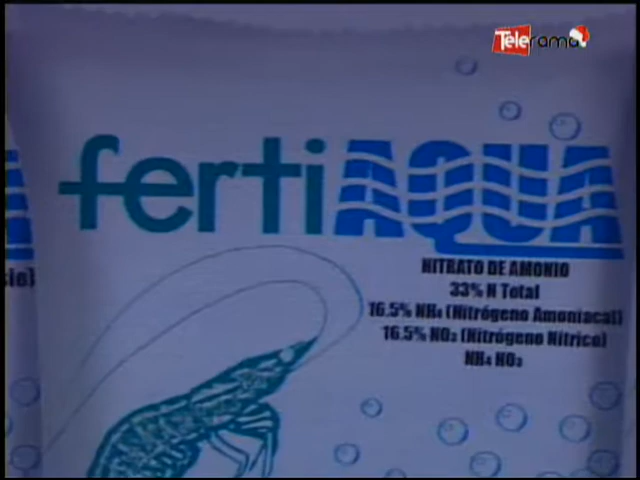 Telerama
fertiAQUA
NITRATO DE AMONIO
33% N Total
16.5% NH₄ (Nitrógeno Amoniacal)
16.5% NO₃ (Nitrógeno Nítrico)
NH₄ NO₃